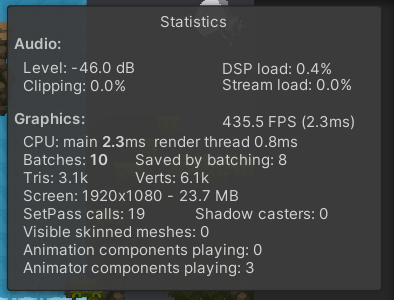 Statistics
Audio:
Level: -46.0 dB DSP load: 0.4%
Clipping: 0.0% Stream load: 0.0%
Graphics: 435.5 FPS (2.3ms)
CPU: main 2.3ms render thread 0.8ms
Batches: 10 Saved by batching: 8
Tris: 3.1k Verts: 6.1k
Screen: 1920x1080 - 23.7 MB
SetPass calls: 19 Shadow casters: 0
Visible skinned meshes: 0
Animation components playing: 0
Animator components playing: 3